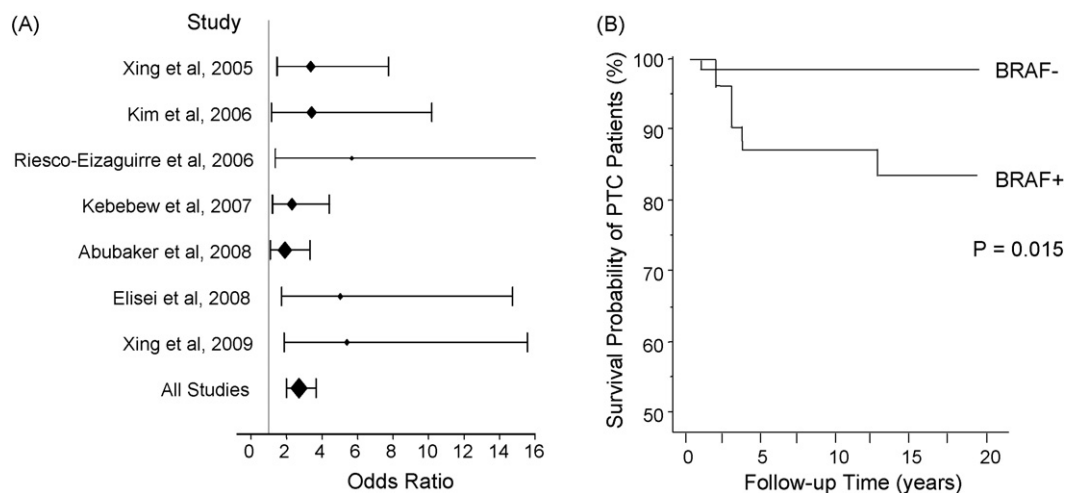 (A)
Study
Xing et al, 2005
Kim et al, 2006
Riesco-Eizaguirre et al, 2006
Kebebew et al, 2007
Abubaker et al, 2008
Elisei et al, 2008
Xing et al, 2009
All Studies
0 2 4 6 8 10 12 14 16
Odds Ratio
(B)
Survival Probability of PTC Patients (%)
100
90
80
70
60
50
BRAF-
BRAF+
P = 0.015
0 5 10 15 20
Follow-up Time (years)